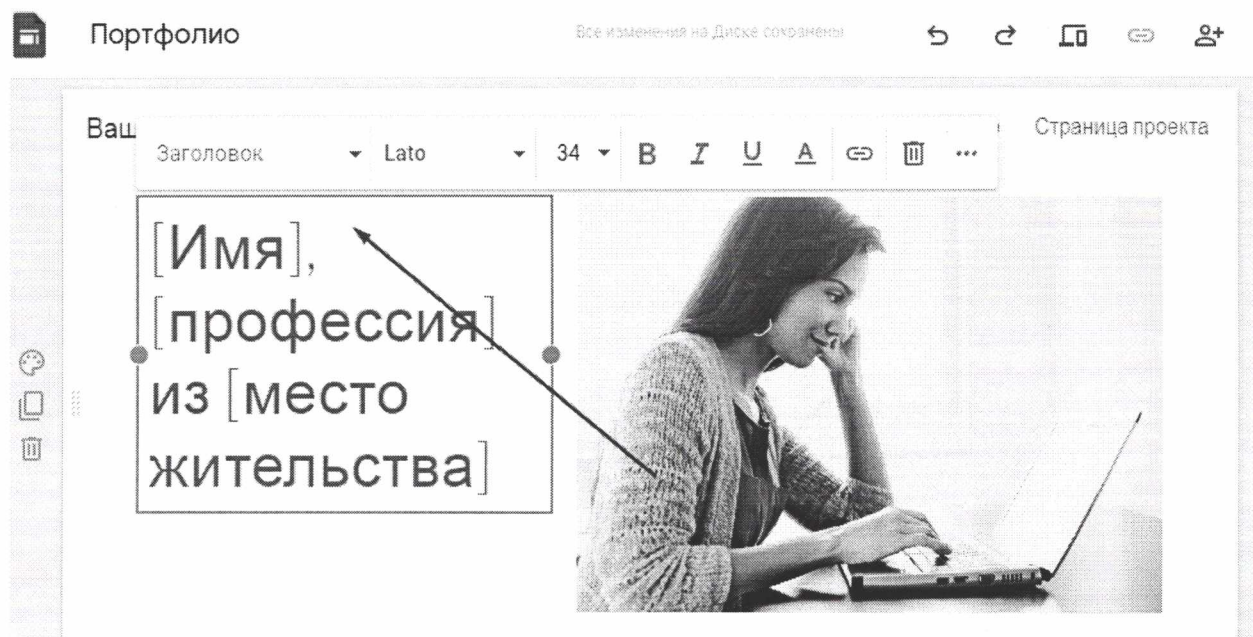 Портфолио
Все изменения на Диске сохранены
Ваш
Страница проекта
Заголовок
Lato
34
B I U A
[Имя],
[профессия]
из [место
жительства]